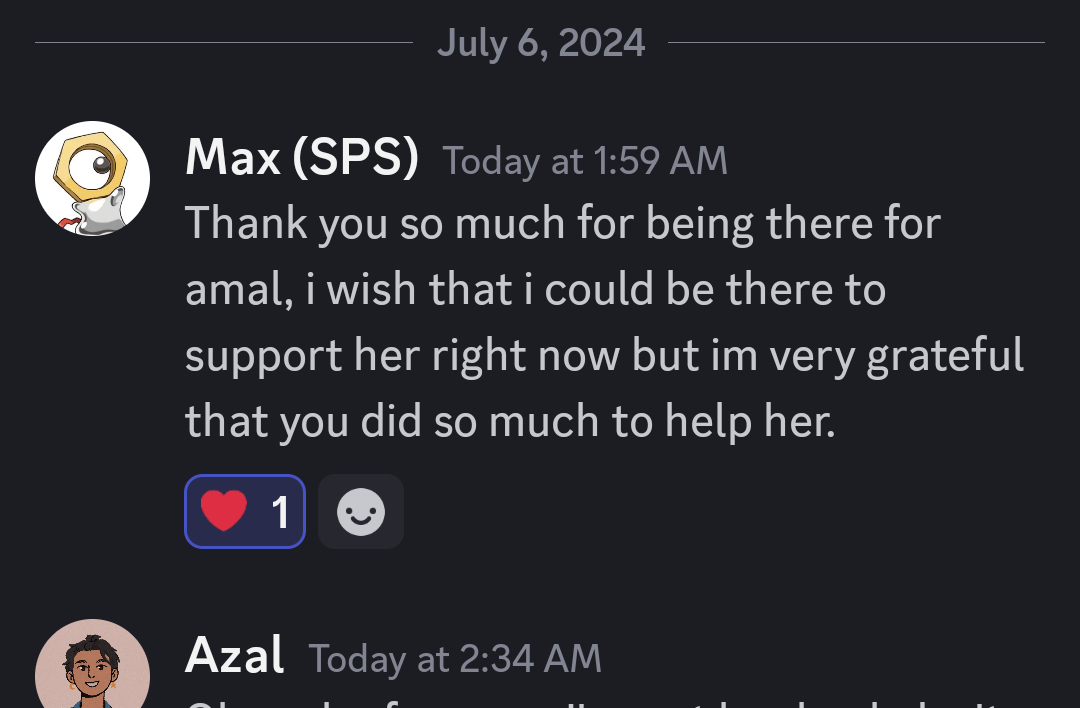 July 6, 2024
Max (SPS) Today at 1:59 AM
Thank you so much for being there for
amal, i wish that i could be there to
support her right now but im very grateful
that you did so much to help her.
1
Azal Today at 2:34 AM